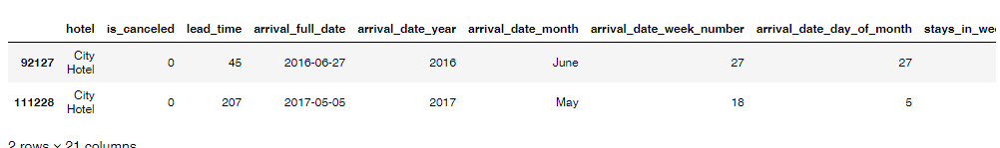 hotel is_canceled lead_time arrival_full_date arrival_date_year arrival_date_month arrival_date_week_number arrival_date_day_of_month
92127 City Hotel 0 45 2016-06-27 2016 June 27 27
111228 City Hotel 0 207 2017-05-05 2017 May 18 5
2 rows × 21 columns